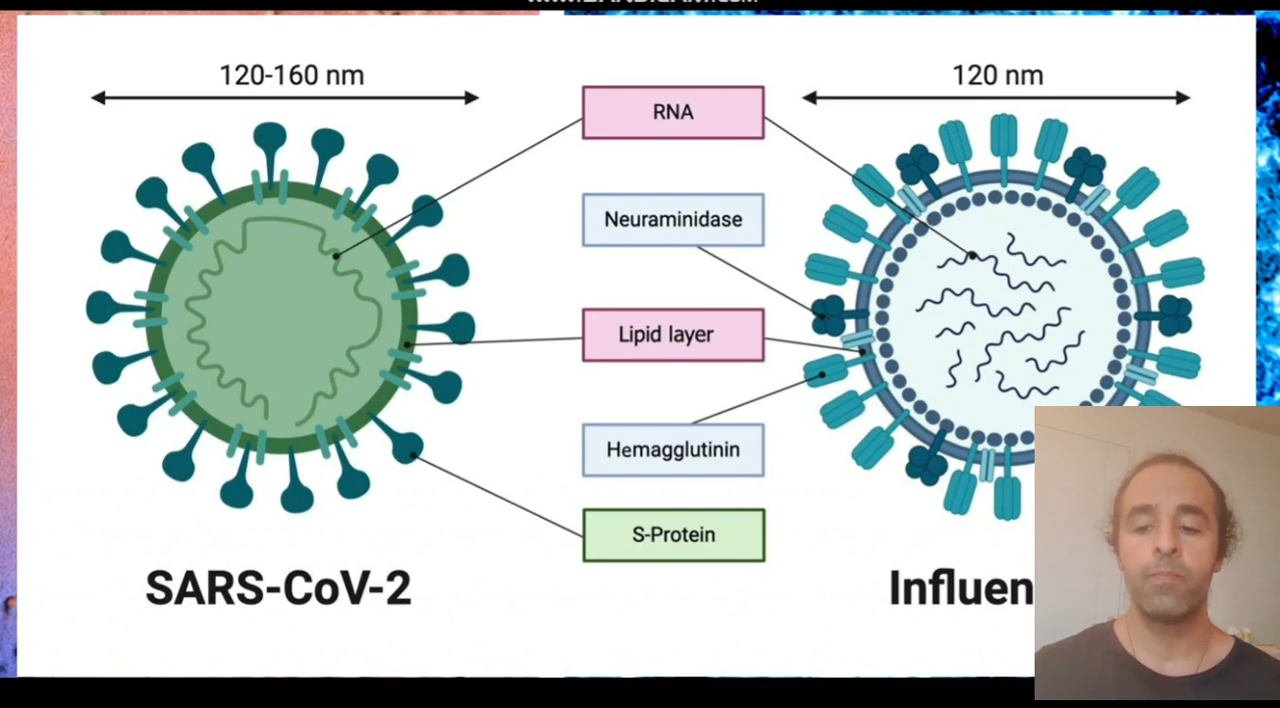 120-160 nm
120 nm
RNA
Neuraminidase
Lipid layer
Hemagglutinin
S-Protein
SARS-CoV-2
Influen